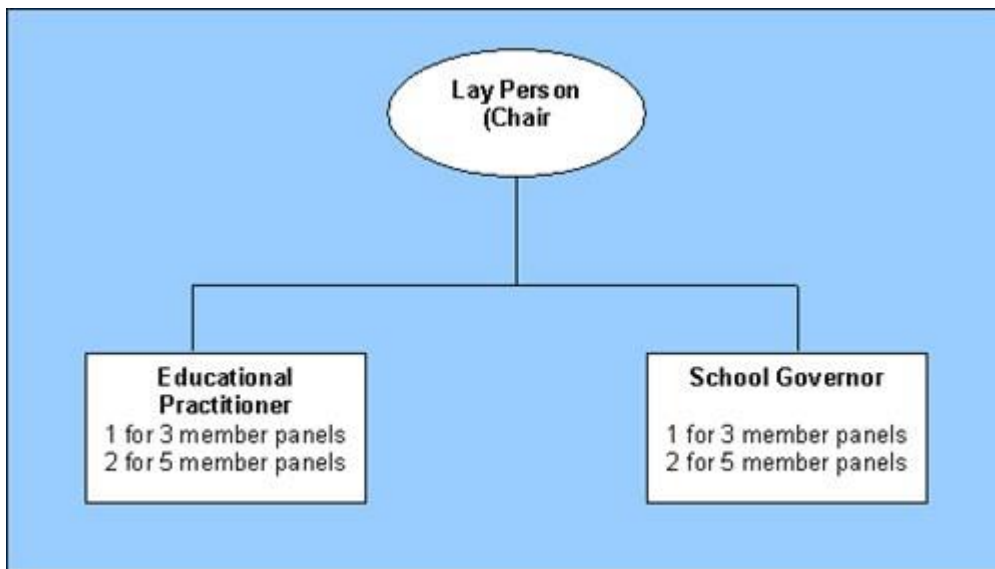 Lay Person
(Chair
Educational
Practitioner
1 for 3 member panels
2 for 5 member panels
School Governor
1 for 3 member panels
2 for 5 member panels